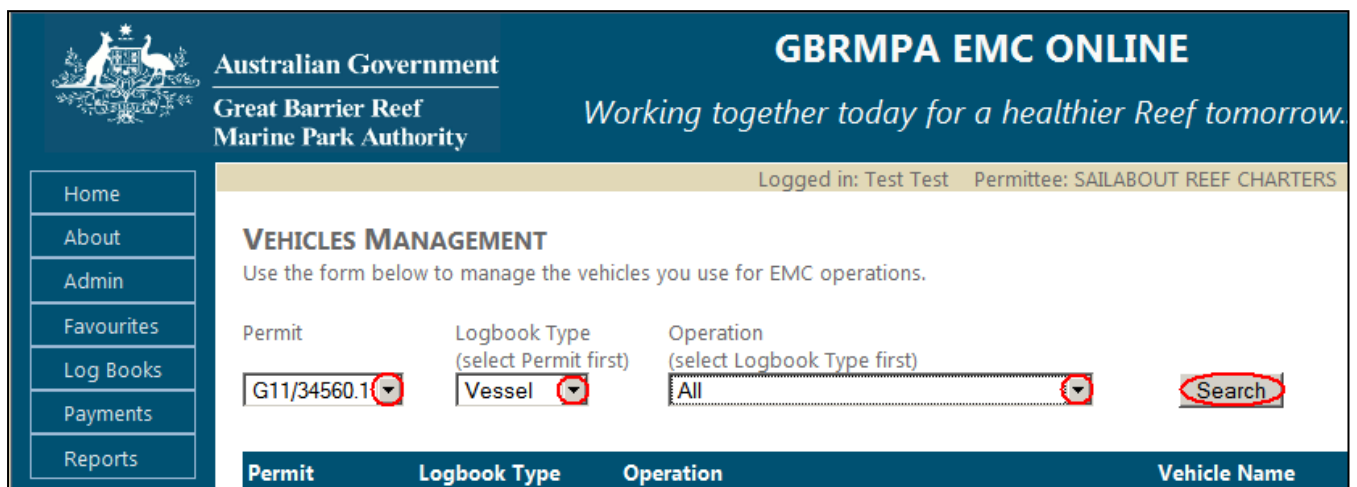 Australian Government
Great Barrier Reef
Marine Park Authority
GBRMPA EMC ONLINE
Working together today for a healthier Reef tomorrow..
Logged in: Test Test Permittee: SAILABOUT REEF CHARTERS
Home
About
Admin
Favourites
Log Books
Payments
Reports
VEHICLES MANAGEMENT
Use the form below to manage the vehicles you use for EMC operations.
Permit
Logbook Type
(select Permit first)
Operation
(select Logbook Type first)
G11/34560.1
Vessel
All
Search
Permit Logbook Type Operation Vehicle Name